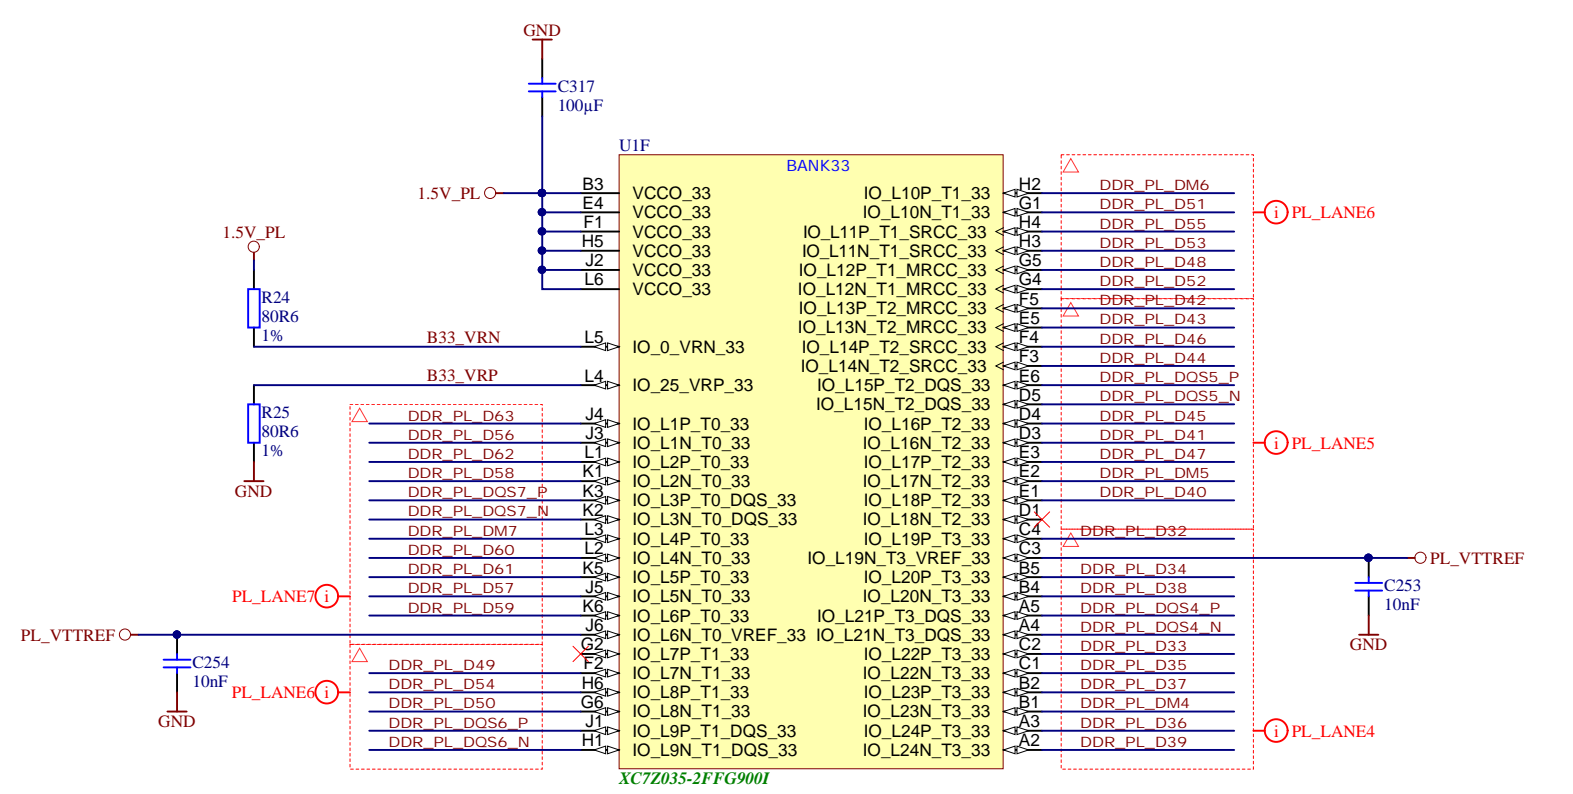 GND
C317
100µF
U1F
BANK33
1.5V_PL
B3 VCCO_33
E4 VCCO_33
F1 VCCO_33
H5 VCCO_33
J2 VCCO_33
L6 VCCO_33
1.5V_PL
R24
80R6
1%
B33_VRN L5 IO_0_VRN_33
B33_VRP L4 IO_25_VRP_33
R25
80R6
1%
GND
DDR_PL_D63 J4 IO_L1P_T0_33
DDR_PL_D56 J3 IO_L1N_T0_33
DDR_PL_D62 L1 IO_L2P_T0_33
DDR_PL_D58 K1 IO_L2N_T0_33
DDR_PL_DQS7_P K3 IO_L3P_T0_DQS_33
DDR_PL_DQS7_N K2 IO_L3N_T0_DQS_33
DDR_PL_DM7 L3 IO_L4P_T0_33
DDR_PL_D60 L2 IO_L4N_T0_33
DDR_PL_D61 K5 IO_L5P_T0_33
PL_LANE7 i DDR_PL_D57 J5 IO_L5N_T0_33
DDR_PL_D59 K6 IO_L6P_T0_33
PL_VTTREF J6 IO_L6N_T0_VREF_33
C254
10nF
GND
G2 IO_L7P_T1_33
DDR_PL_D49 F2 IO_L7N_T1_33
PL_LANE6 i DDR_PL_D54 H6 IO_L8P_T1_33
DDR_PL_D50 G6 IO_L8N_T1_33
DDR_PL_DQS6_P J1 IO_L9P_T1_DQS_33
DDR_PL_DQS6_N H1 IO_L9N_T1_DQS_33
IO_L10P_T1_33 H2 DDR_PL_DM6
IO_L10N_T1_33 G1 DDR_PL_D51 i PL_LANE6
IO_L11P_T1_SRCC_33 H4 DDR_PL_D55
IO_L11N_T1_SRCC_33 H3 DDR_PL_D53
IO_L12P_T1_MRCC_33 G5 DDR_PL_D48
IO_L12N_T1_MRCC_33 G4 DDR_PL_D52
IO_L13P_T2_MRCC_33 F5 DDR_PL_D42
IO_L13N_T2_MRCC_33 E5 DDR_PL_D43
IO_L14P_T2_SRCC_33 F4 DDR_PL_D46
IO_L14N_T2_SRCC_33 F3 DDR_PL_D44
IO_L15P_T2_DQS_33 E6 DDR_PL_DQS5_P
IO_L15N_T2_DQS_33 D5 DDR_PL_DQS5_N
IO_L16P_T2_33 D4 DDR_PL_D45
IO_L16N_T2_33 D3 DDR_PL_D41 i PL_LANE5
IO_L17P_T2_33 E3 DDR_PL_D47
IO_L17N_T2_33 E2 DDR_PL_DM5
IO_L18P_T2_33 E1 DDR_PL_D40
IO_L18N_T2_33 D1
IO_L19P_T3_33 C4 DDR_PL_D32
IO_L19N_T3_VREF_33 C3 PL_VTTREF
C253
10nF
GND
IO_L20P_T3_33 B5 DDR_PL_D34
IO_L20N_T3_33 B4 DDR_PL_D38
IO_L21P_T3_DQS_33 A5 DDR_PL_DQS4_P
IO_L21N_T3_DQS_33 A4 DDR_PL_DQS4_N
IO_L22P_T3_33 C2 DDR_PL_D33
IO_L22N_T3_33 C1 DDR_PL_D35
IO_L23P_T3_33 B2 DDR_PL_D37
IO_L23N_T3_33 B1 DDR_PL_DM4
IO_L24P_T3_33 A3 DDR_PL_D36 i PL_LANE4
IO_L24N_T3_33 A2 DDR_PL_D39
XC7Z035-2FFG900I